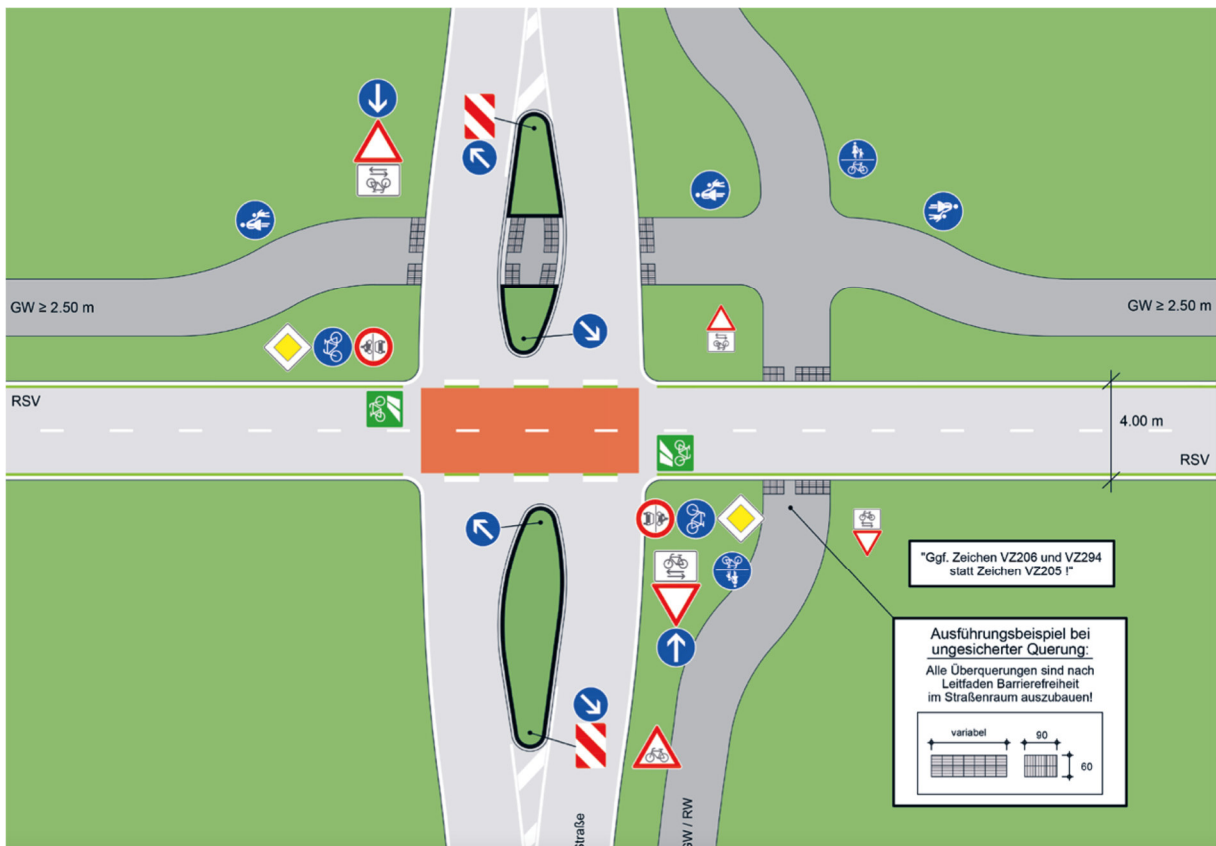 GW ≥ 2.50 m
GW ≥ 2.50 m
RSV
4.00 m
RSV
"Ggf. Zeichen VZ206 und VZ294
statt Zeichen VZ205 !"
Ausführungsbeispiel bei
ungesicherter Querung:
Alle Überquerungen sind nach
Leitfaden Barrierefreiheit
im Straßenraum auszubauen!
variabel
90
60
GW / RW